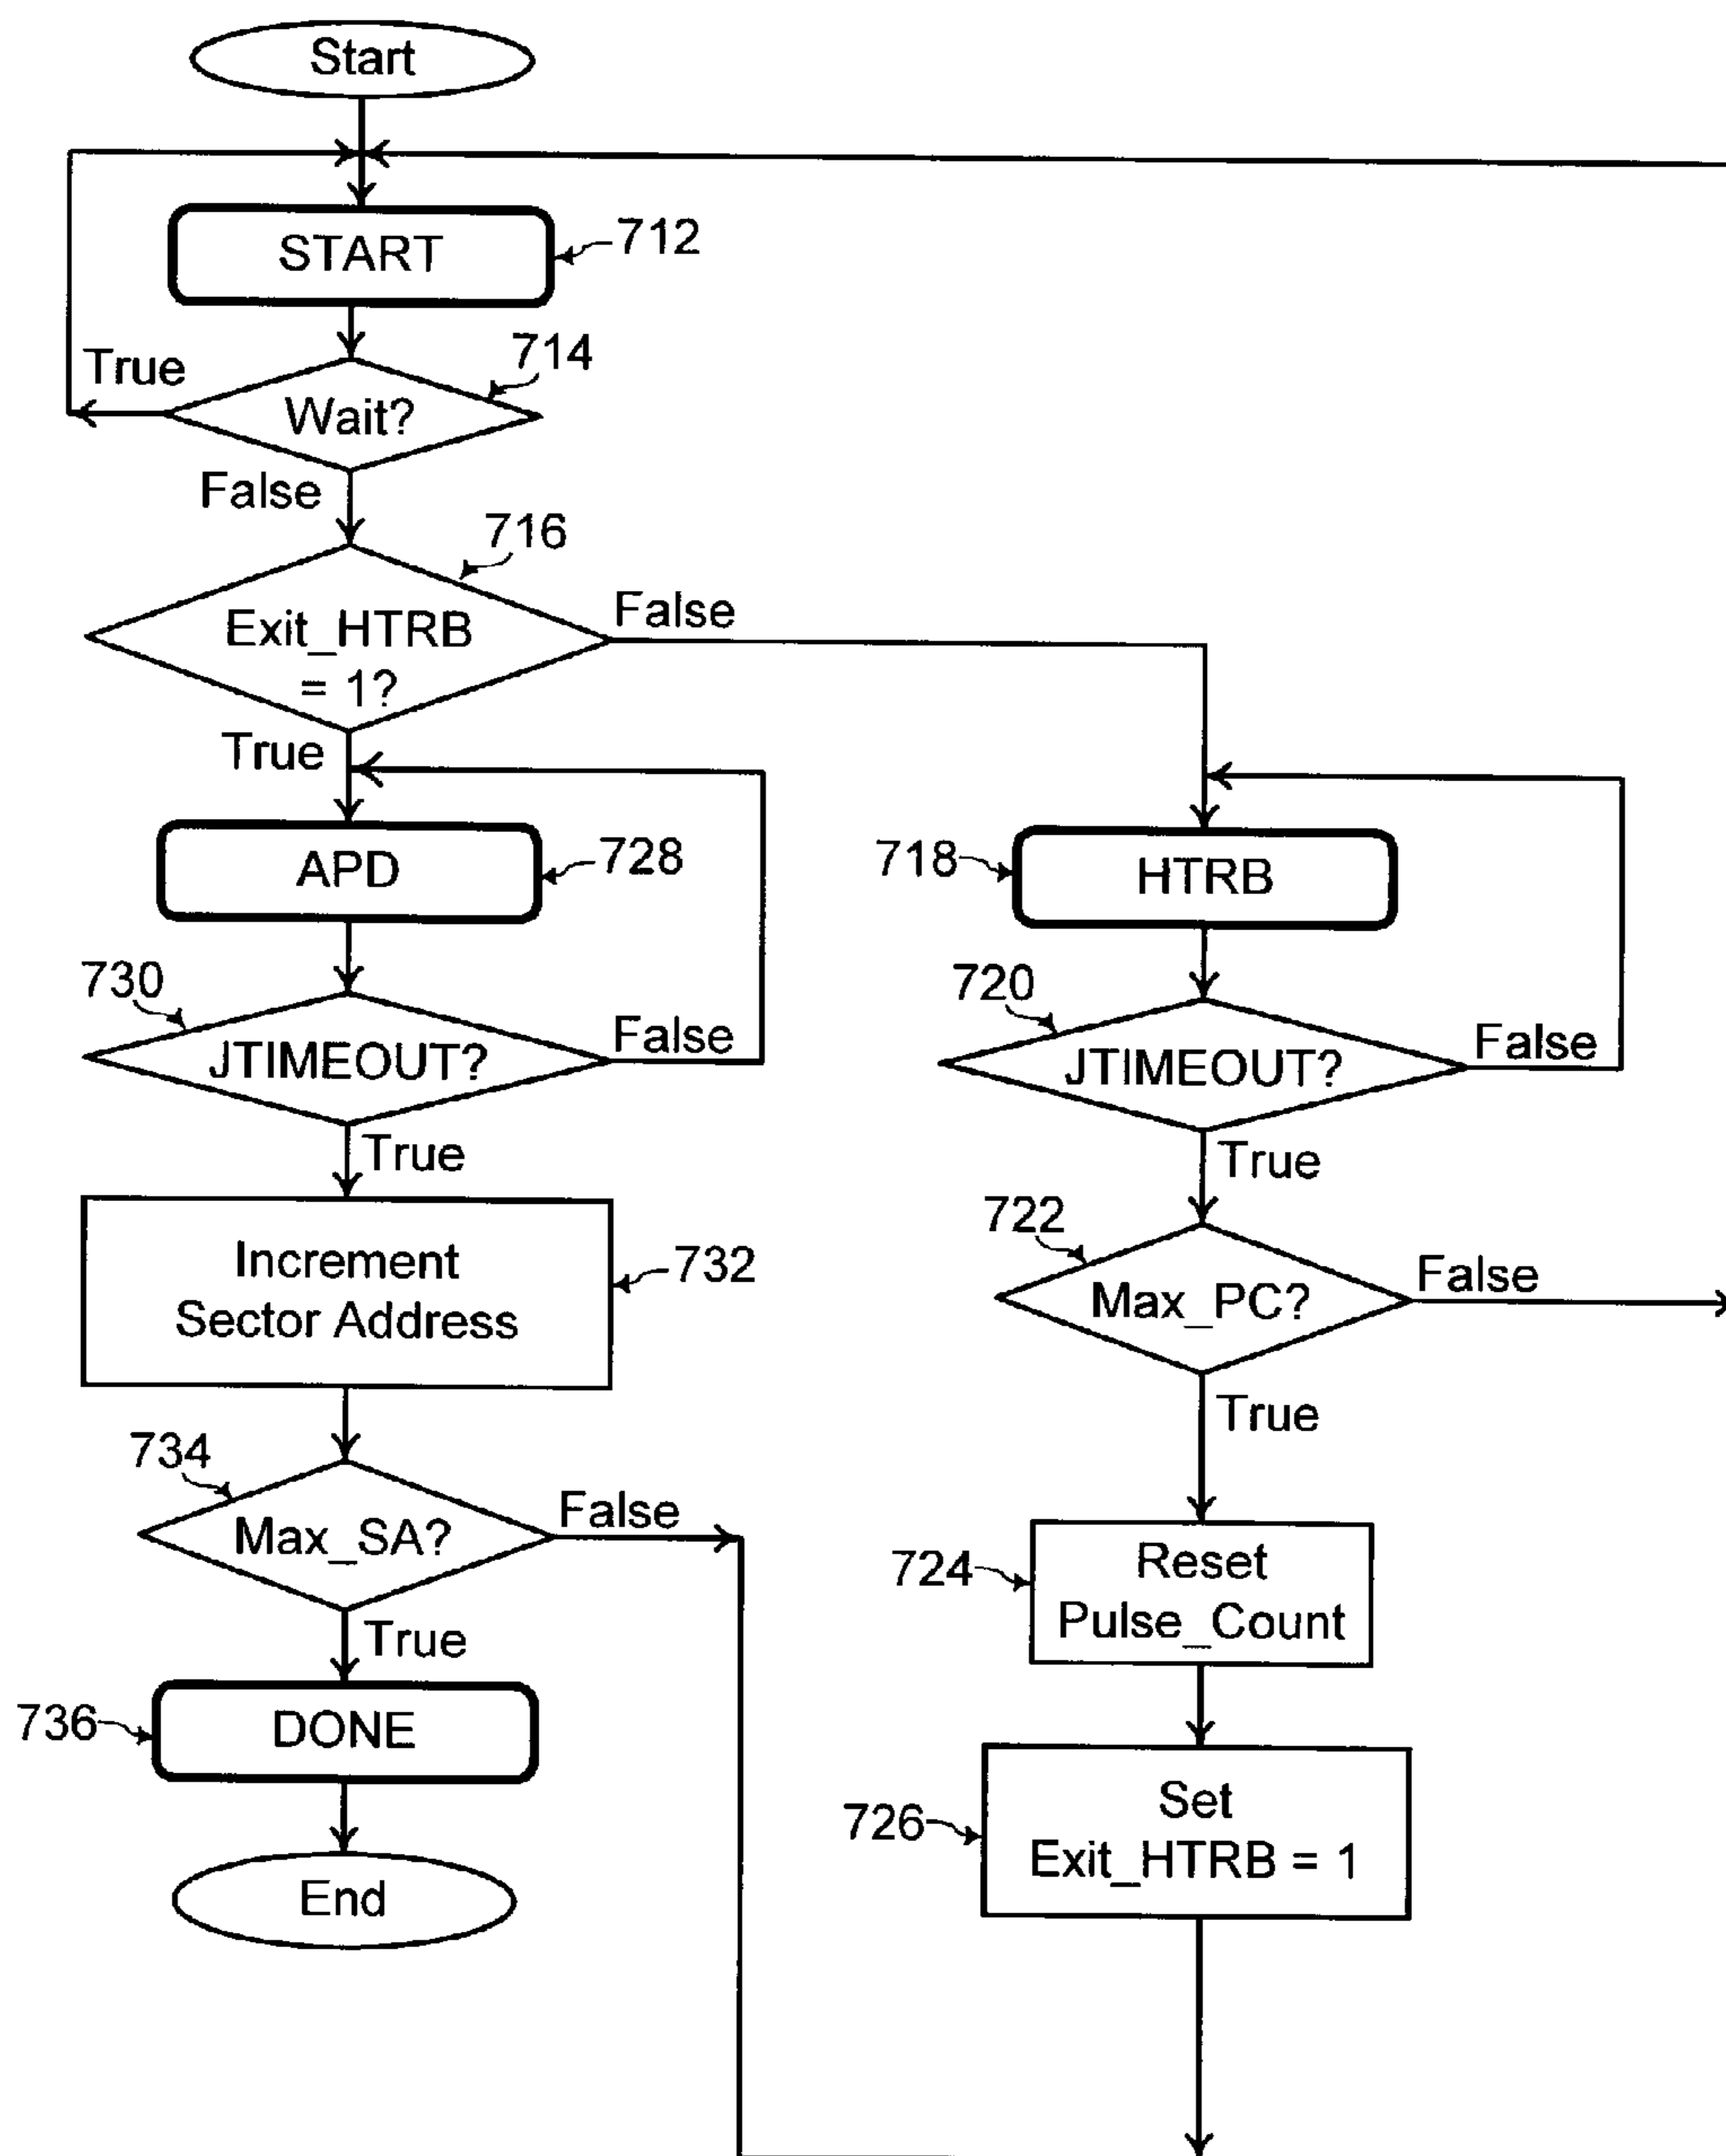 Start
START
712
714
True
Wait?
False
716
Exit_HTRB
= 1?
False
True
APD
728
718
HTRB
730
JTIMEOUT?
False
720
JTIMEOUT?
False
True
True
Increment
Sector Address
732
722
Max_PC?
False
True
734
Max_SA?
False
True
724
Reset
Pulse_Count
736
DONE
726
Set
Exit_HTRB = 1
End